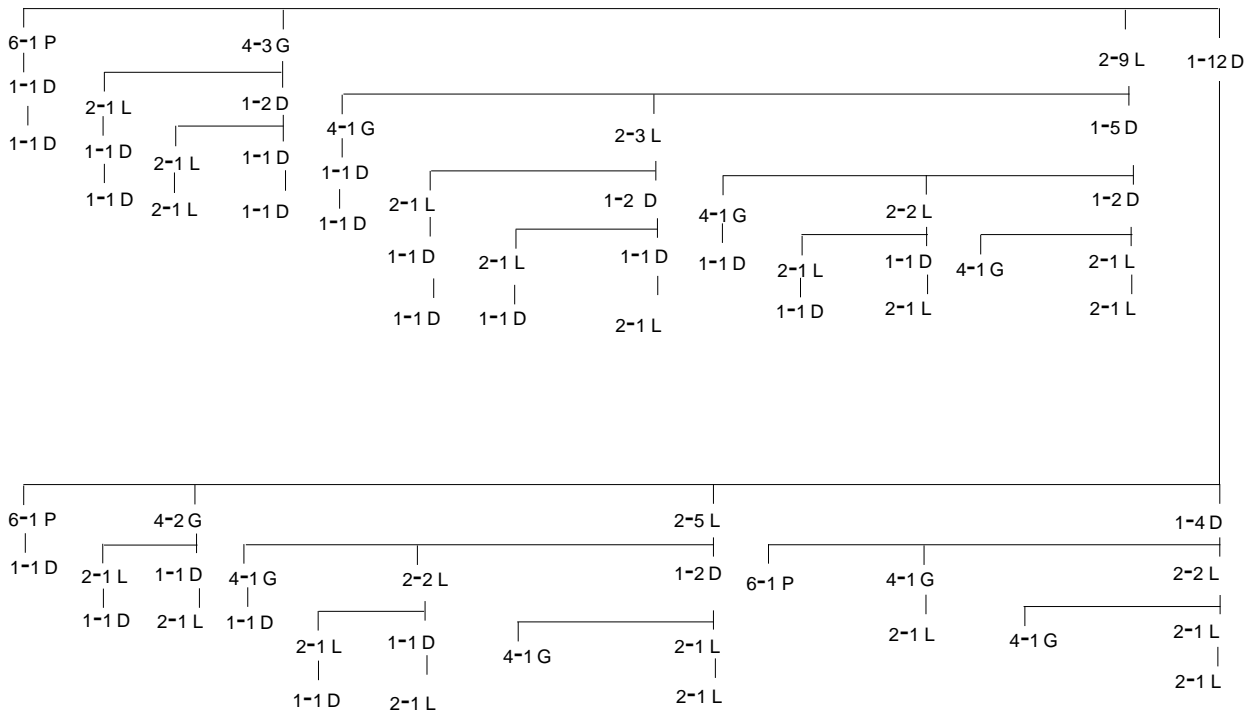 6-1 P 4-3 G 2-9 L 1-12 D
1-1 D 2-1 L 1-2 D 4-1 G 2-3 L 1-5 D
1-1 D 1-1 D 2-1 L 1-1 D 1-1 D
1-1 D 2-1 L 1-1 D 1-1 D 2-1 L 1-2 D 4-1 G 2-2 L 1-2 D
1-1 D 2-1 L 1-1 D 1-1 D 2-1 L 1-1 D 4-1 G 2-1 L
1-1 D 1-1 D 2-1 L 1-1 D 2-1 L 2-1 L
6-1 P 4-2 G 2-5 L 1-4 D
1-1 D 2-1 L 1-1 D 4-1 G 2-2 L 1-2 D 6-1 P 4-1 G 2-2 L
1-1 D 2-1 L 1-1 D 2-1 L 1-1 D 4-1 G 2-1 L 2-1 L 4-1 G 2-1 L
1-1 D 2-1 L 2-1 L 2-1 L